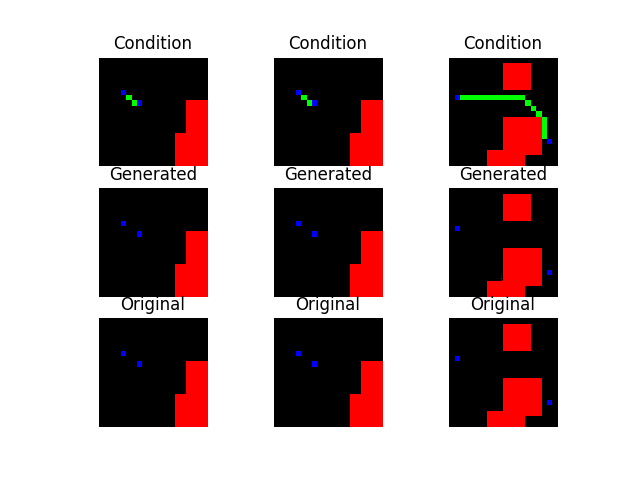 Condition Condition Condition
Generated Generated Generated
Original Original Original